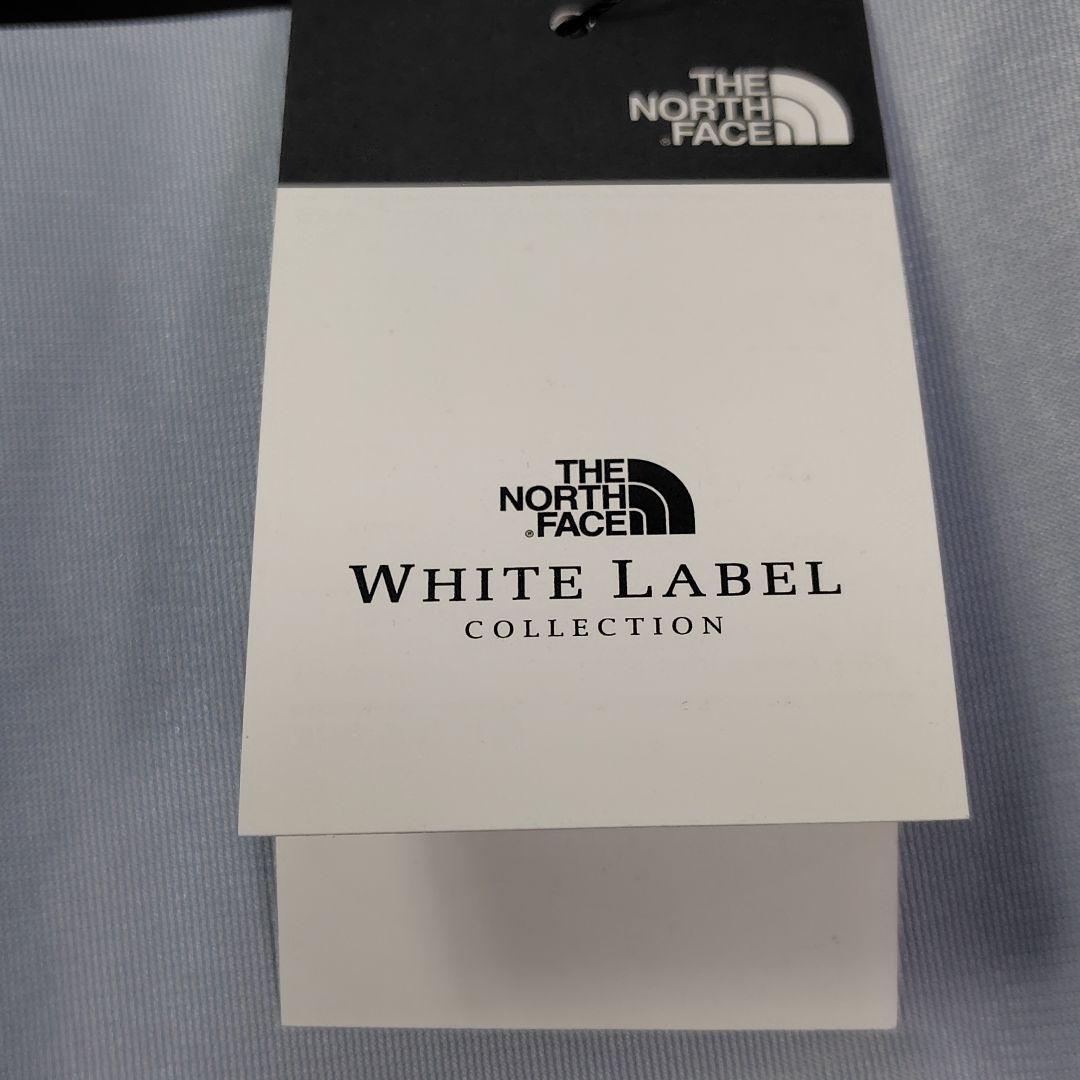 THE
NORTH
®FACE
THE
NORTH
®FACE
WHITE LABEL
COLLECTION